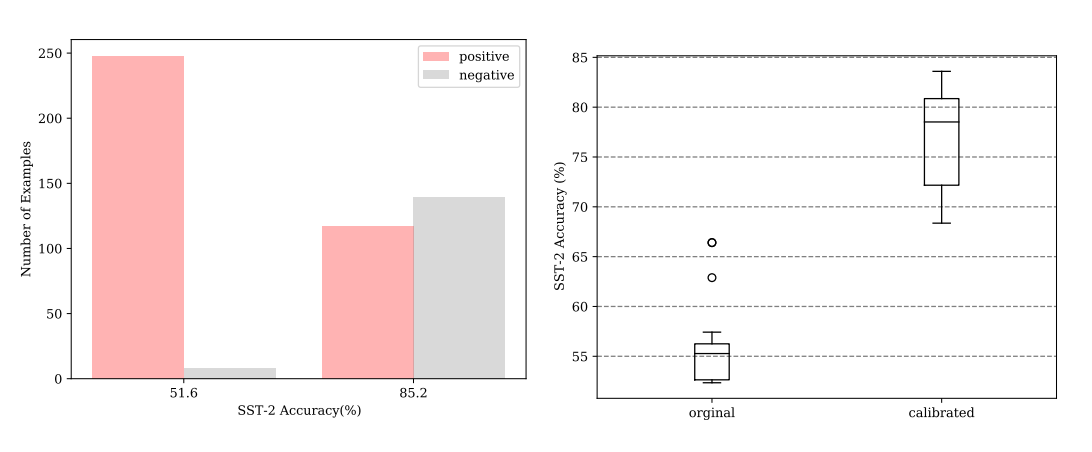 250
200
150
100
50
0
Number of Examples
positive
negative
51.6
85.2
SST-2 Accuracy(%)
85
80
75
70
65
60
55
SST-2 Accuracy (%)
orginal
calibrated